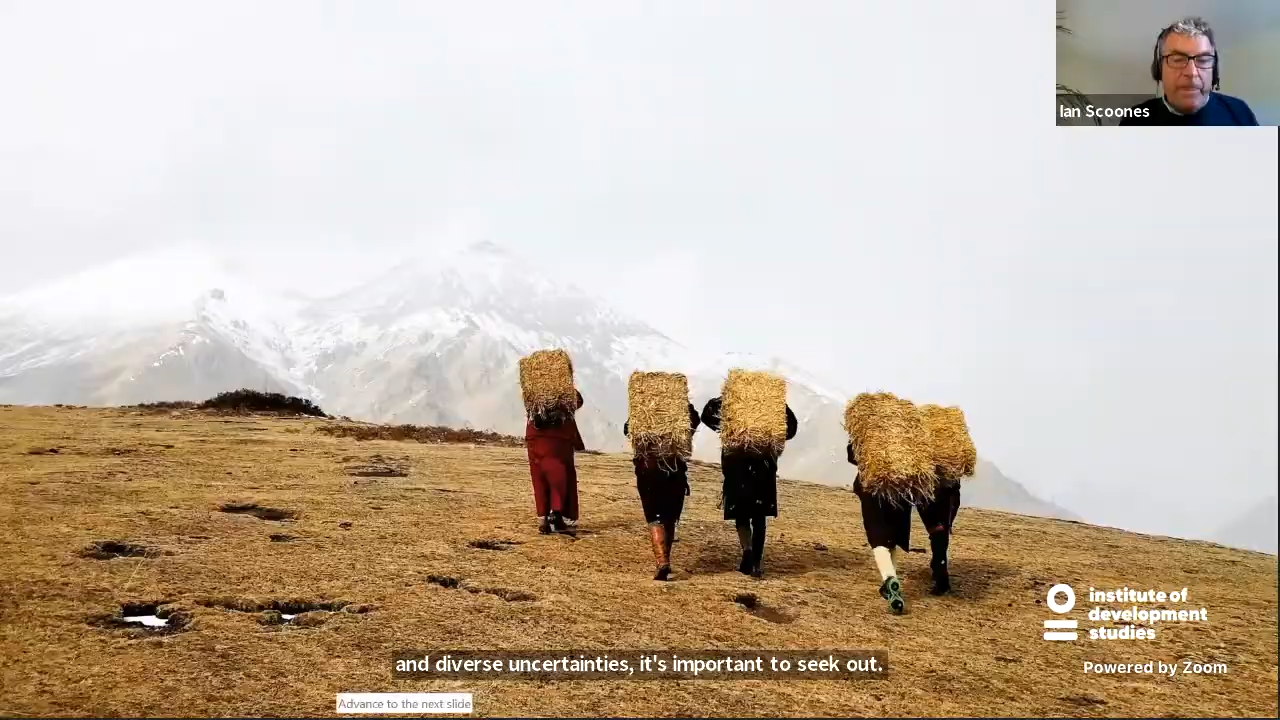 Ian Scoones
institute of
development
studies
Powered by Zoom
and diverse uncertainties, it's important to seek out.
Advance to the next slide